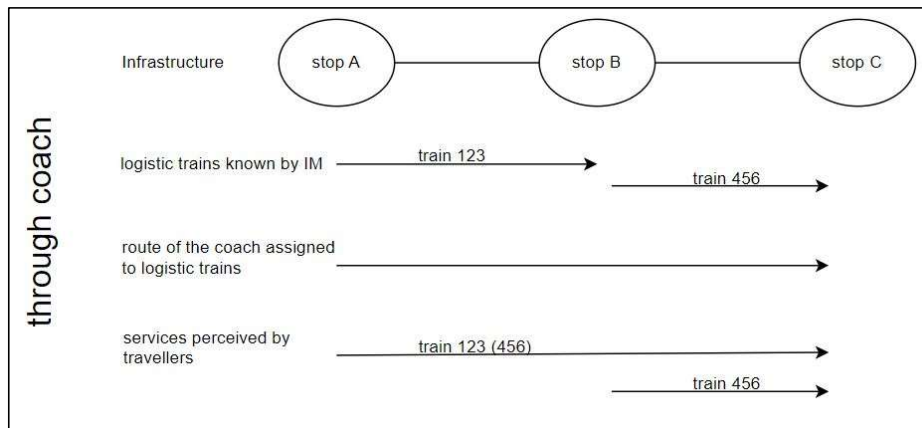 through coach
Infrastructure
stop A
stop B
stop C
logistic trains known by IM
train 123
train 456
route of the coach assigned
to logistic trains
services perceived by
travellers
train 123 (456)
train 456